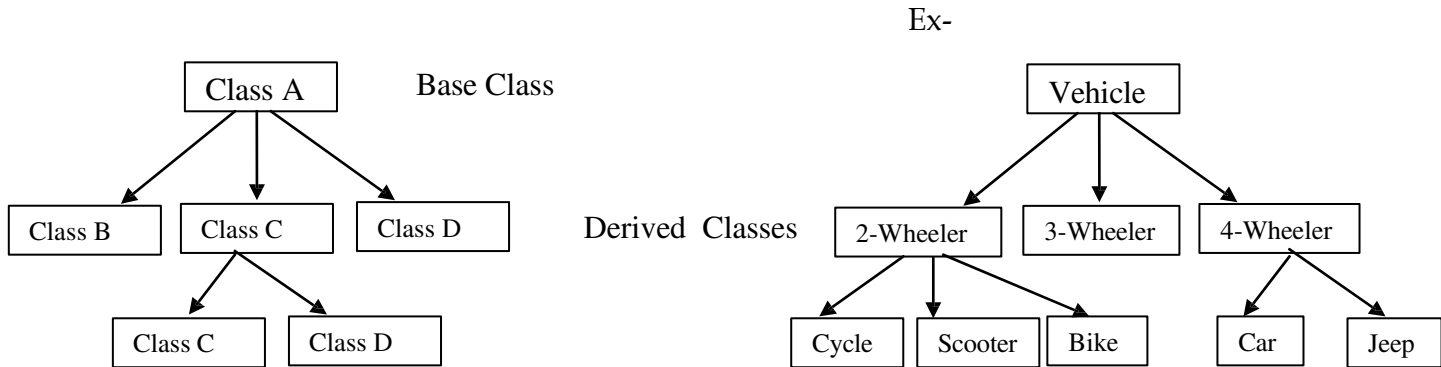 Ex-
Class A
Base Class
Vehicle
Class B
Class C
Class D
Derived Classes
2-Wheeler
3-Wheeler
4-Wheeler
Class C
Class D
Cycle
Scooter
Bike
Car
Jeep